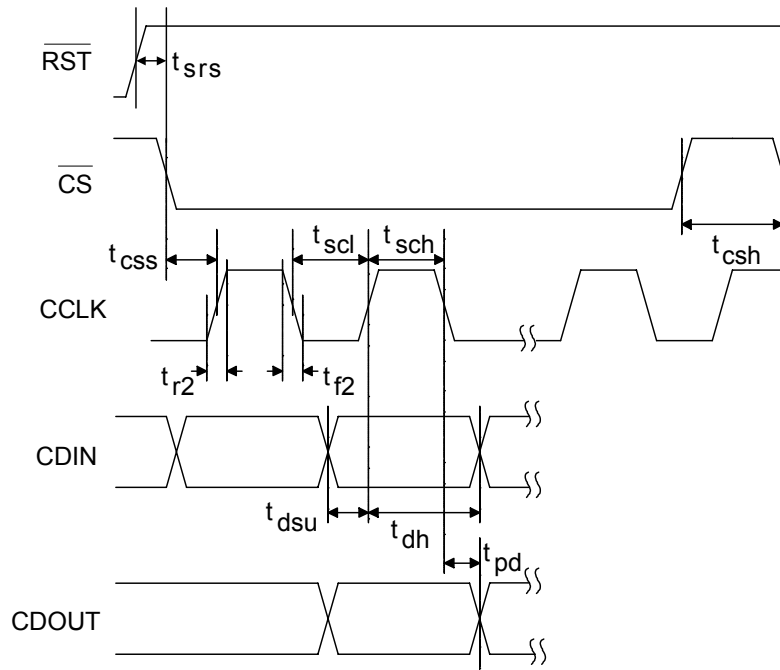 RST
t srs
CS
t css
t scl
t sch
t csh
CCLK
t r2
t f2
CDIN
t dsu
t dh
t pd
CDOUT